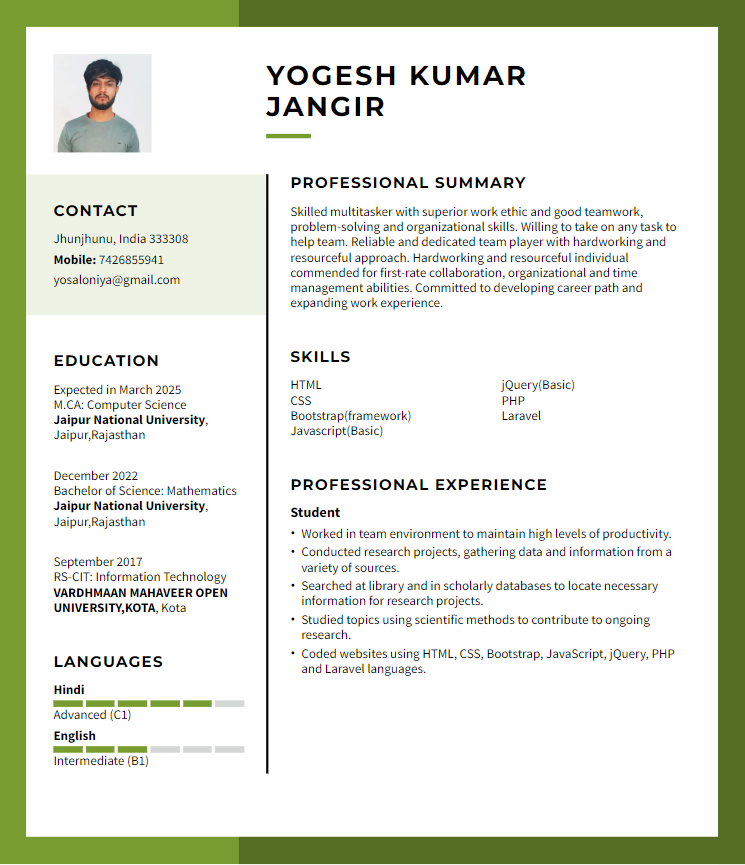 YOGESH KUMAR
JANGIR
CONTACT
Jhunjhunu, India 333308
Mobile: 7426855941
yosaloniya@gmail.com
EDUCATION
Expected in March 2025
M.CA: Computer Science
Jaipur National University,
Jaipur,Rajasthan
December 2022
Bachelor of Science: Mathematics
Jaipur National University,
Jaipur,Rajasthan
September 2017
RS-CIT: Information Technology
VARDHMAAN MAHAVEER OPEN
UNIVERSITY,KOTA, Kota
LANGUAGES
Hindi
Advanced (C1)
English
Intermediate (B1)
PROFESSIONAL SUMMARY
Skilled multitasker with superior work ethic and good teamwork,
problem-solving and organizational skills. Willing to take on any task to
help team. Reliable and dedicated team player with hardworking and
resourceful approach. Hardworking and resourceful individual
commended for first-rate collaboration, organizational and time
management abilities. Committed to developing career path and
expanding work experience.
SKILLS
HTML
CSS
Bootstrap(framework)
Javascript(Basic)
jQuery(Basic)
PHP
Laravel
PROFESSIONAL EXPERIENCE
Student
• Worked in team environment to maintain high levels of productivity.
• Conducted research projects, gathering data and information from a
variety of sources.
• Searched at library and in scholarly databases to locate necessary
information for research projects.
• Studied topics using scientific methods to contribute to ongoing
research.
• Coded websites using HTML, CSS, Bootstrap, JavaScript, jQuery, PHP
and Laravel languages.